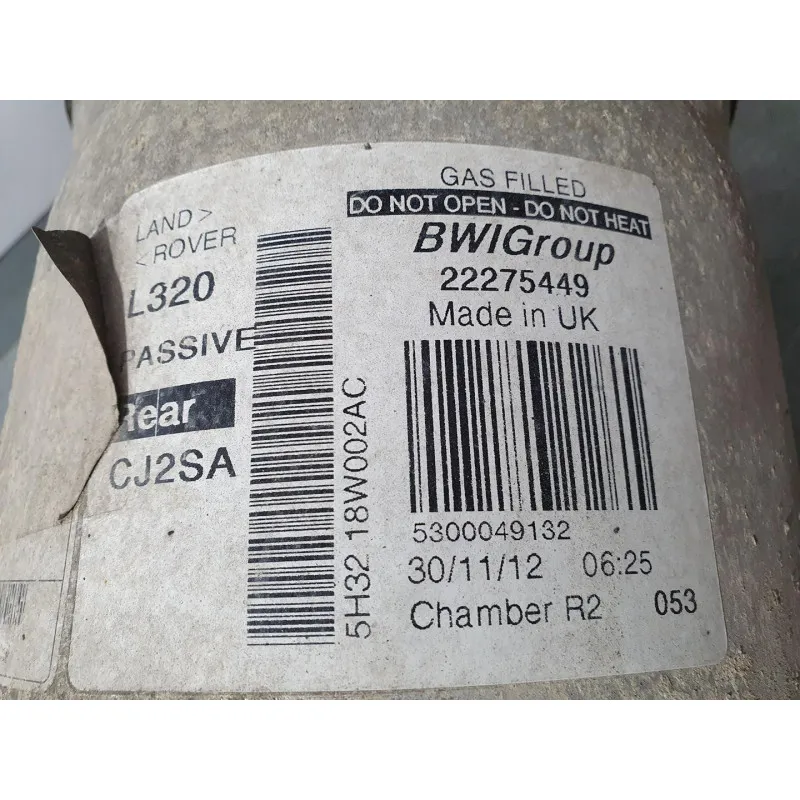 LAND >
< ROVER
L320
PASSIVE
Rear
CJ2SA
5H32 18W002AC
GAS FILLED
DO NOT OPEN - DO NOT HEAT
BWIGroup
22275449
Made in UK
5300049132
30/11/12 06:25
Chamber R2 053